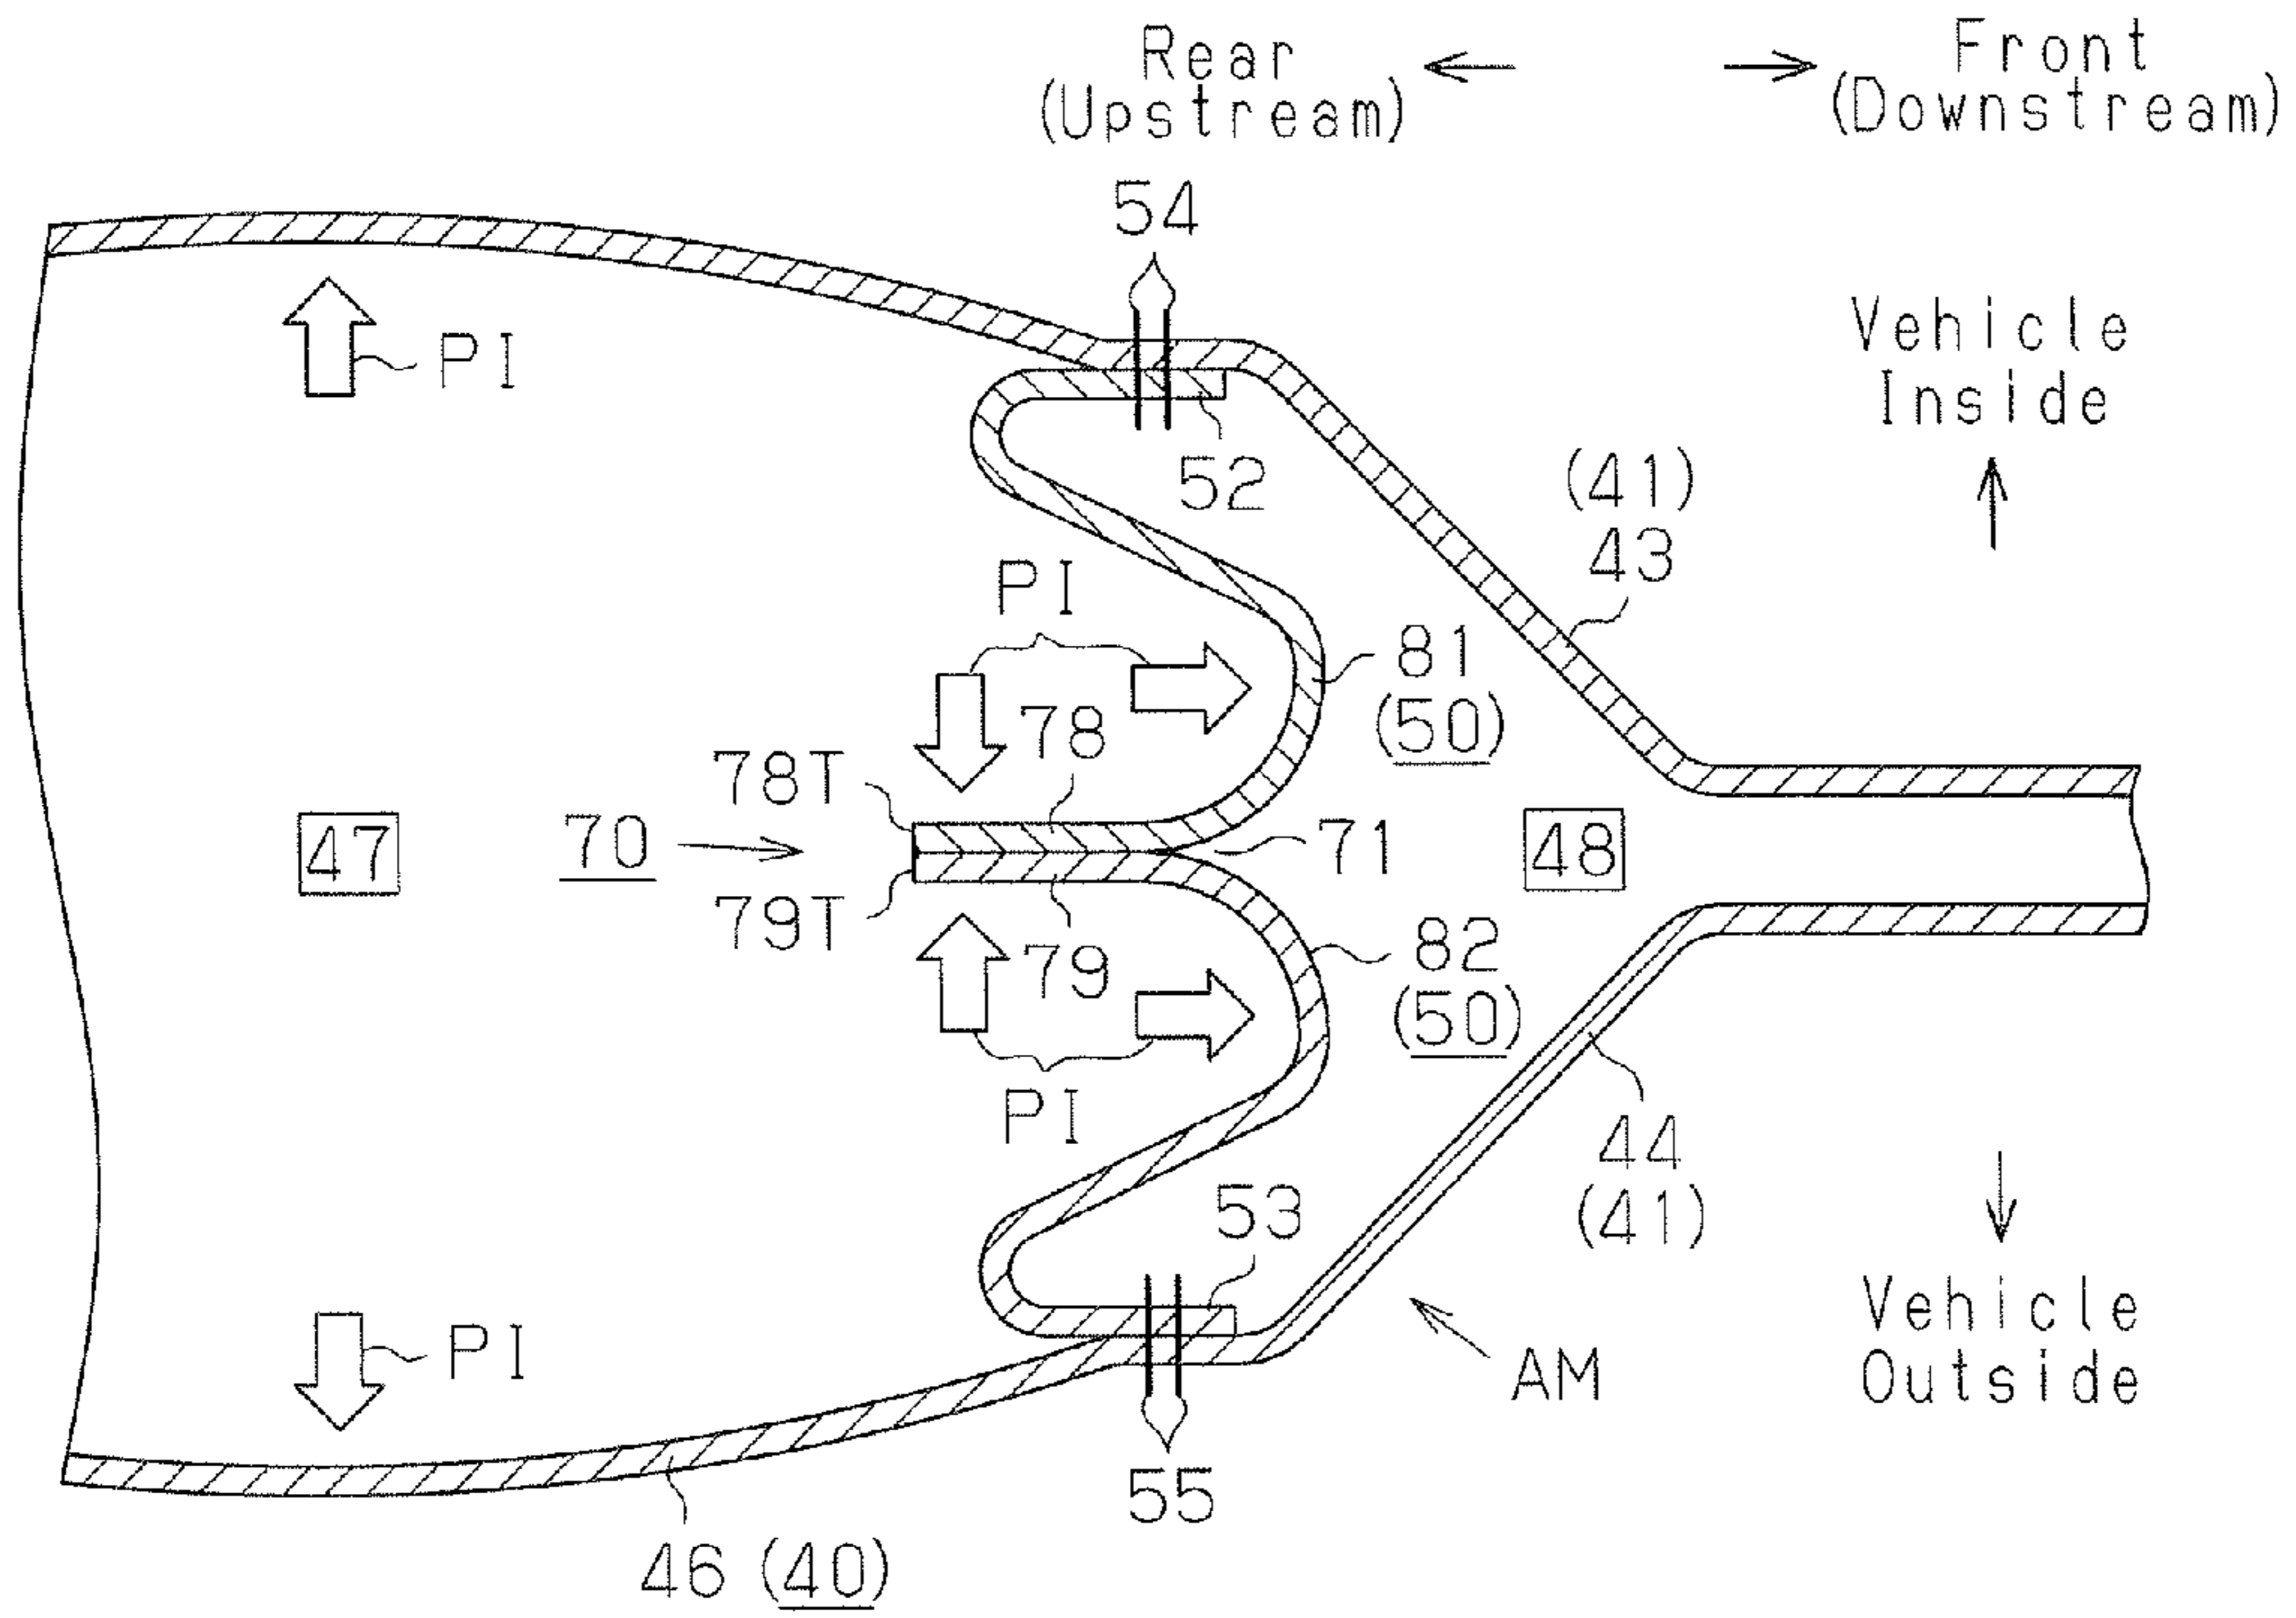 Rear
(Upstream)
Front
(Downstream)
54
PI
Vehicle
Inside
52
(41)
43
PI
81
(50)
78
78T
47
70
71
48
79T
79
82
(50)
PI
44
(41)
53
PI
AM
Vehicle
Outside
55
46 (40)